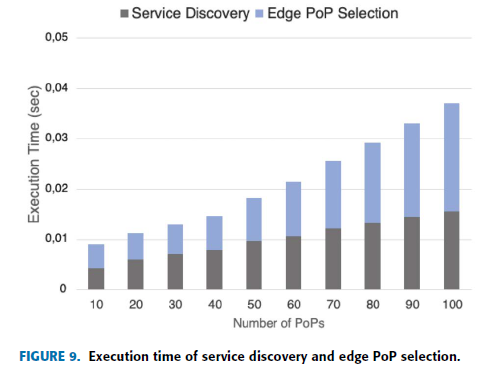 Service Discovery Edge PoP Selection
0,05
0,04
0,03
0,02
0,01
0
Execution Time (sec)
10 20 30 40 50 60 70 80 90 100
Number of PoPs
FIGURE 9. Execution time of service discovery and edge PoP selection.